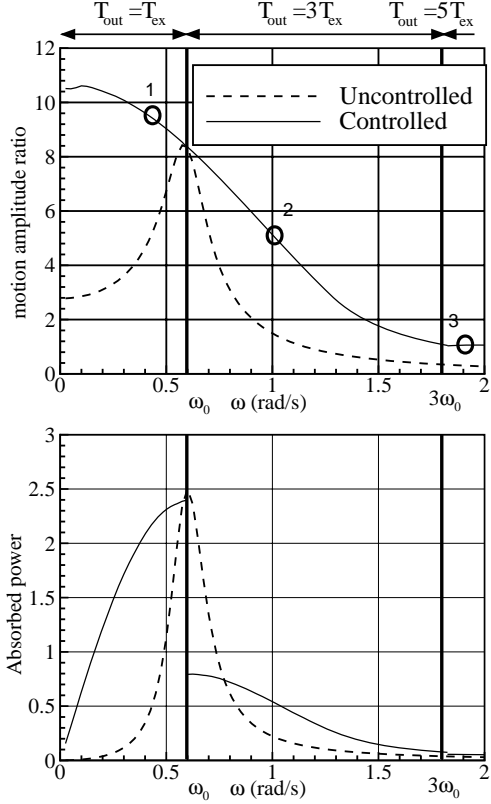 T_out =T_ex T_out =3T_ex T_out =5T_ex
12
10
8
6
4
2
0
motion amplitude ratio
Uncontrolled
Controlled
1
2
3
0 0.5 1 1.5 2
ω_0 ω (rad/s) 3ω_0
3
2.5
2
1.5
1
0.5
0
Absorbed power
0 0.5 1 1.5 2
ω_0 ω (rad/s) 3ω_0